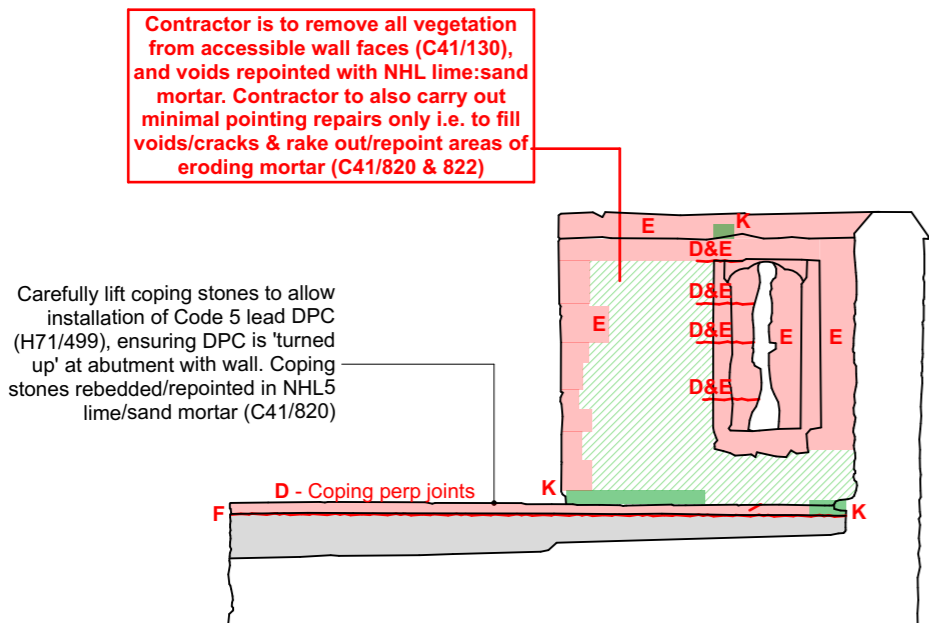 Contractor is to remove all vegetation
from accessible wall faces (C41/130),
and voids repointed with NHL lime:sand
mortar. Contractor to also carry out
minimal pointing repairs only i.e. to fill
voids/cracks & rake out/repoint areas of
eroding mortar (C41/820 & 822)
E
K
D&E
D&E
E
D&E
E
E
D&E
Carefully lift coping stones to allow
installation of Code 5 lead DPC
(H71/499), ensuring DPC is 'turned
up' at abutment with wall. Coping
stones rebedded/repointed in NHL5
lime/sand mortar (C41/820)
D - Coping perp joints
K
F
K